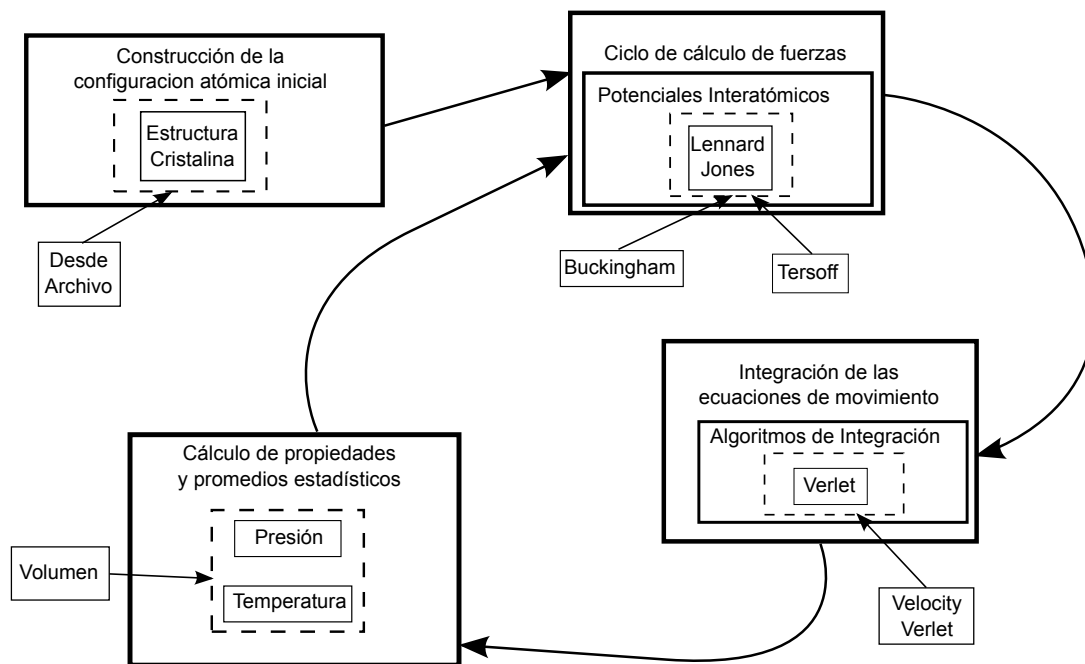 Construcción de la
configuracion atómica inicial
Estructura
Cristalina
Desde
Archivo
Ciclo de cálculo de fuerzas
Potenciales Interatómicos
Lennard
Jones
Buckingham
Tersoff
Integración de las
ecuaciones de movimiento
Algoritmos de Integración
Verlet
Velocity
Verlet
Cálculo de propiedades
y promedios estadísticos
Presión
Temperatura
Volumen